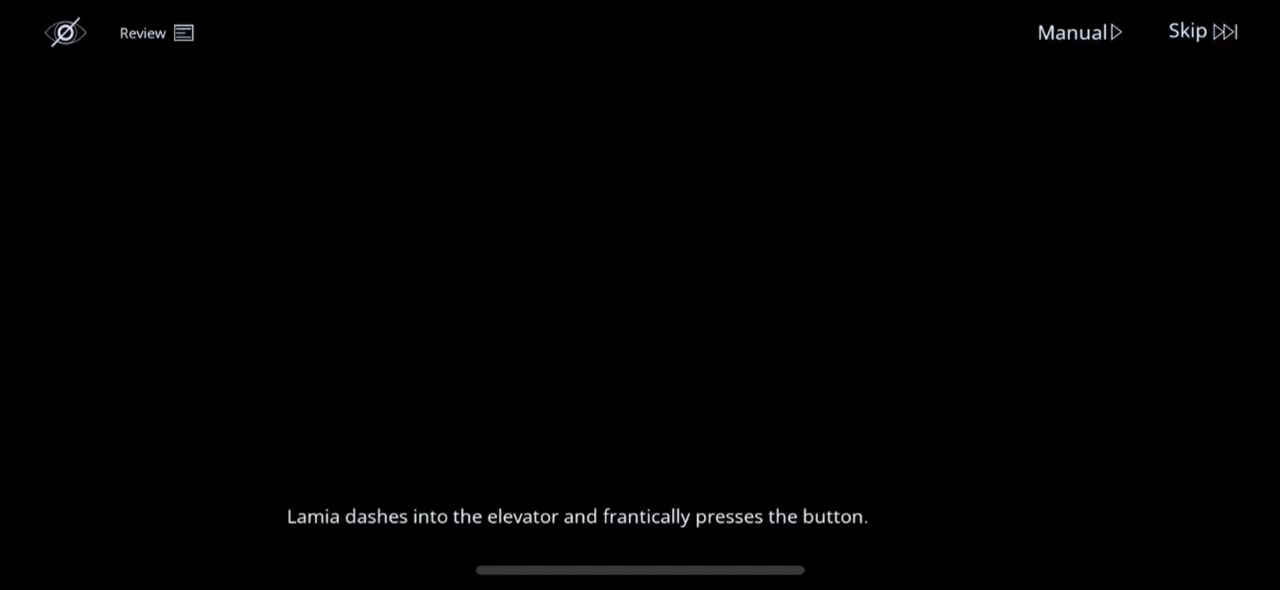 Review
Manual
Skip
Lamia dashes into the elevator and frantically presses the button.